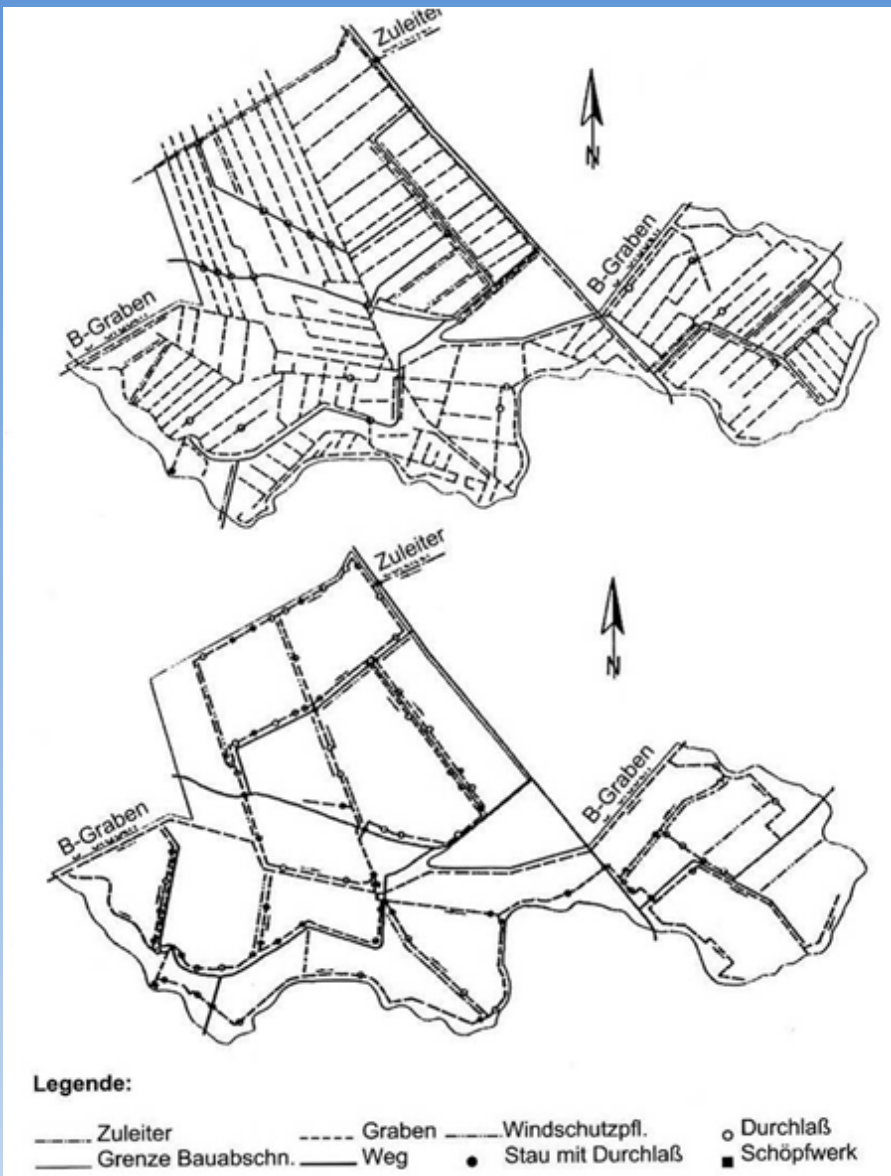 Zuleiter
N
B-Graben
B-Graben
Zuleiter
N
B-Graben
B-Graben
Legende:
Zuleiter Graben Windschutzpfl. Durchlaß
Grenze Bauabschn. Weg Stau mit Durchlaß Schöpfwerk